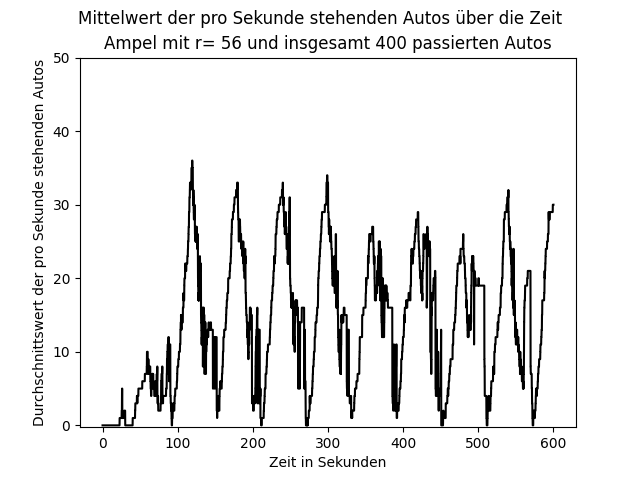 Mittelwert der pro Sekunde stehenden Autos über die Zeit
Ampel mit r= 56 und insgesamt 400 passierten Autos
Durchschnittswert der pro Sekunde stehenden Autos
50
40
30
20
10
0
0 100 200 300 400 500 600
Zeit in Sekunden